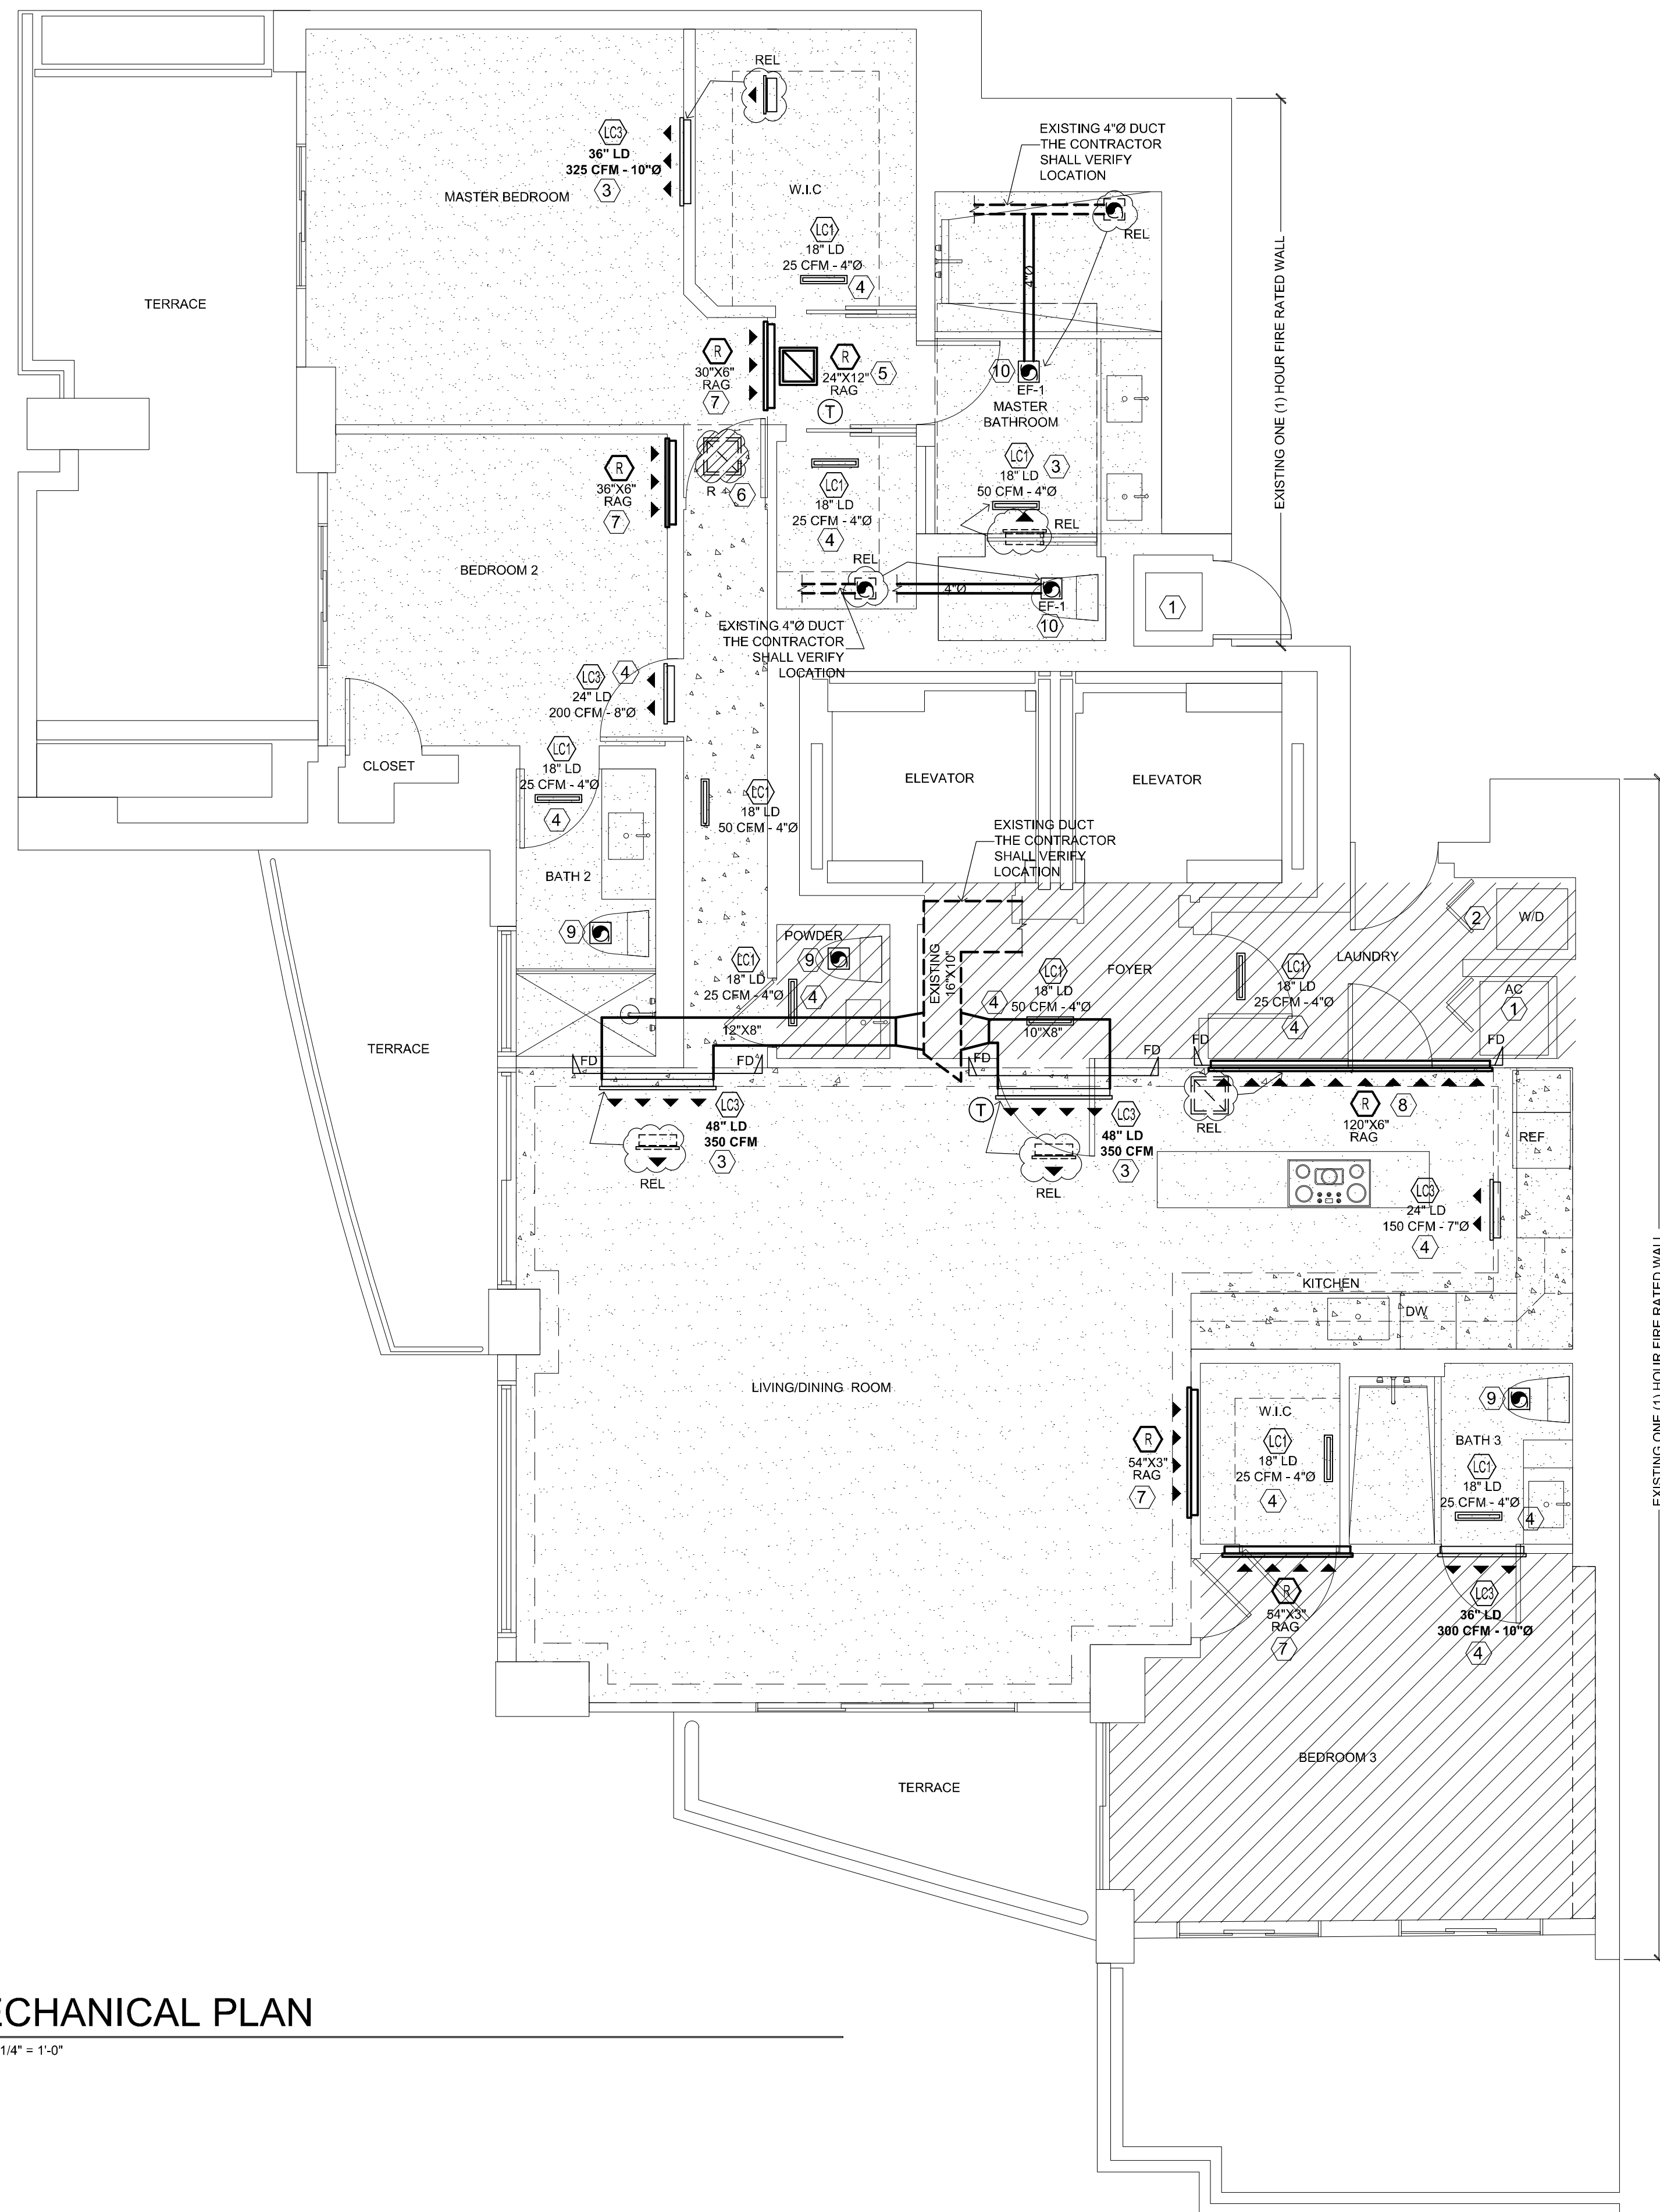 REL
EXISTING 4"Ø DUCT
THE CONTRACTOR
SHALL VERIFY
LOCATION
LC3
36" LD
325 CFM - 10"Ø
3
MASTER BEDROOM
W.I.C
LC1
18" LD
25 CFM - 4"Ø
4
REL
4"Ø
EXISTING ONE (1) HOUR FIRE RATED WALL
TERRACE
R
30"X6"
RAG
7
R
24"X12"
RAG
5
T
10
EF-1
MASTER
BATHROOM
LC1
18" LD
50 CFM - 4"Ø
3
REL
R
36"X6"
RAG
7
R
6
LC1
18" LD
25 CFM - 4"Ø
4
REL
4"Ø
EF-1
10
1
BEDROOM 2
EXISTING 4"Ø DUCT
THE CONTRACTOR
SHALL VERIFY
LOCATION
LC3
4
24" LD
200 CFM - 8"Ø
LC1
18" LD
25 CFM - 4"Ø
4
CLOSET
LC1
18" LD
50 CFM - 4"Ø
ELEVATOR
ELEVATOR
EXISTING DUCT
THE CONTRACTOR
SHALL VERIFY
LOCATION
BATH 2
9
POWDER
9
LC1
18" LD
25 CFM - 4"Ø
4
EXISTING
16"X10"
FOYER
LC1
18" LD
50 CFM - 4"Ø
4
LAUNDRY
LC1
18" LD
25 CFM - 4"Ø
4
2
W/D
AC
1
12"X8"
10"X8"
TERRACE
FD
FD
FD
FD
FD
FD
LC3
48" LD
350 CFM
3
REL
T
LC3
48" LD
350 CFM
3
REL
REL
R
8
120"X6"
RAG
REF
LC3
24" LD
150 CFM - 7"Ø
4
KITCHEN
DW
EXISTING ONE (1) HOUR FIRE RATED WALL
LIVING/DINING ROOM
R
54"X3"
RAG
7
W.I.C
LC1
18" LD
25 CFM - 4"Ø
4
9
BATH 3
LC1
18" LD
25 CFM - 4"Ø
4
R
54"X3"
RAG
7
LC3
36" LD
300 CFM - 10"Ø
4
BEDROOM 3
TERRACE
ECHANICAL PLAN
1/4" = 1'-0"